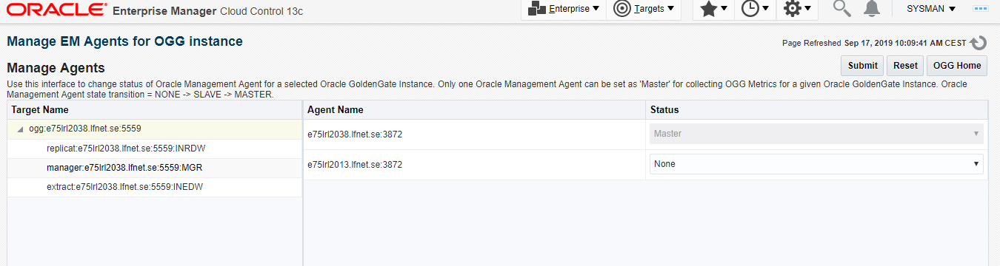 ORACLE Enterprise Manager Cloud Control 13c Enterprise Targets SYSMAN
Manage EM Agents for OGG instance
Page Refreshed Sep 17, 2019 10:09:41 AM CEST
Manage Agents
Submit Reset OGG Home
Use this interface to change status of Oracle Management Agent for a selected Oracle GoldenGate Instance. Only one Oracle Management Agent can be set as 'Master' for collecting OGG Metrics for a given Oracle GoldenGate Instance. Oracle
Management Agent state transition = NONE -> SLAVE -> MASTER.
Target Name Agent Name Status
ogg:e75lrl2038.lfnet.se:5559
e75lrl2038.lfnet.se:3872 Master
replicat:e75lrl2038.lfnet.se:5559:INRDW
manager:e75lrl2038.lfnet.se:5559:MGR
e75lrl2013.lfnet.se:3872 None
extract:e75lrl2038.lfnet.se:5559:INEDW